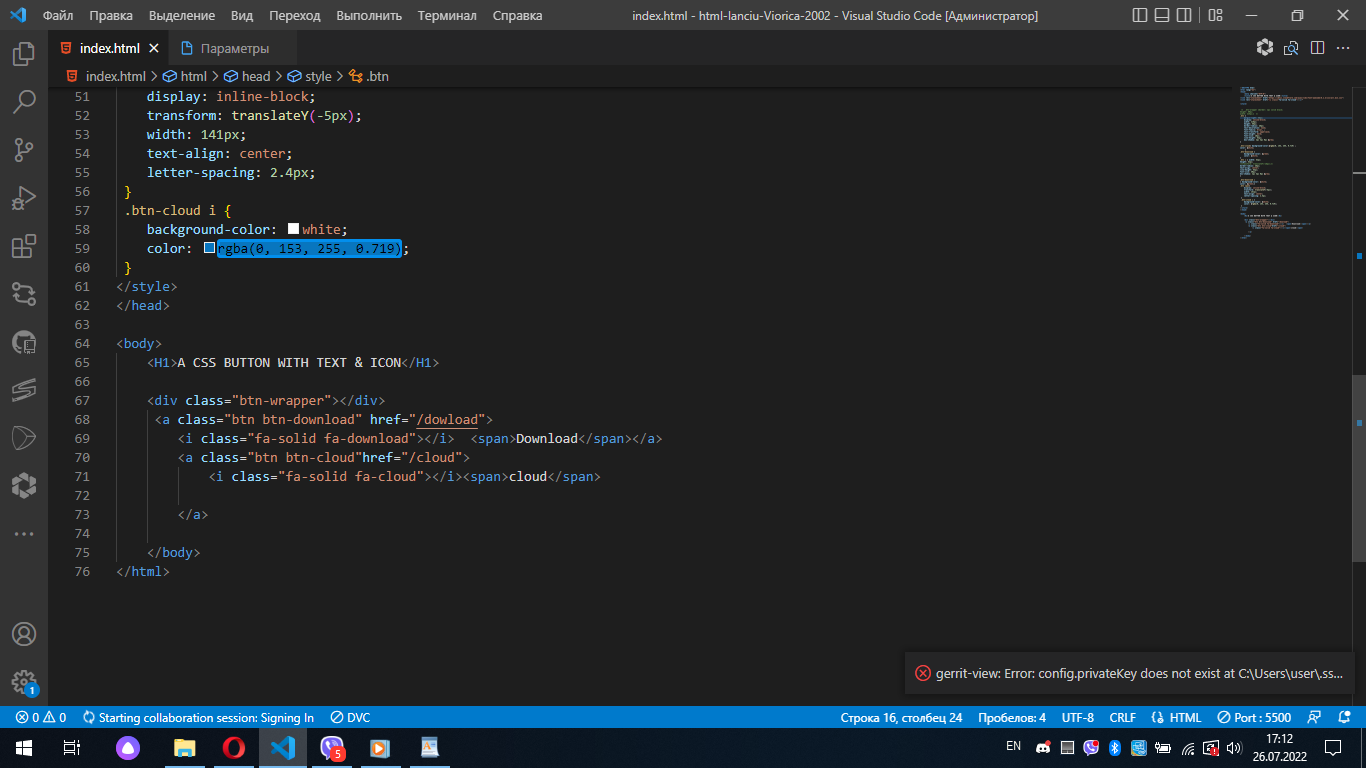 Файл Правка Выделение Вид Переход Выполнить Терминал Справка index.html - html-lanciu-Viorica-2002 - Visual Studio Code [Администратор]
index.html Параметры
index.html html head style .btn
51 display: inline-block;
52 transform: translateY(-5px);
53 width: 141px;
54 text-align: center;
55 letter-spacing: 2.4px;
56 }
57 .btn-cloud i {
58 background-color: white;
59 color: rgba(0, 153, 255, 0.719);
60 }
61 </style>
62 </head>
63
64 <body>
65 <H1>A CSS BUTTON WITH TEXT & ICON</H1>
66
67 <div class="btn-wrapper"></div>
68 <a class="btn btn-download" href="/dowload">
69 <i class="fa-solid fa-download"></i> <span>Download</span></a>
70 <a class="btn btn-cloud"href="/cloud">
71 <i class="fa-solid fa-cloud"></i><span>cloud</span>
72
73 </a>
74
75 </body>
76 </html>
gerrit-view: Error: config.privateKey does not exist at C:\Users\user\.ss...
1
0 0 Starting collaboration session: Signing In DVC Строка 16, столбец 24 Пробелов: 4 UTF-8 CRLF HTML Port : 5500
5 EN 17:12
26.07.2022